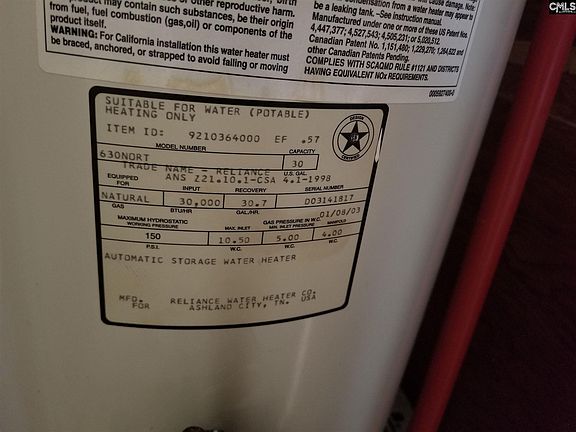 CMLS
or other reproductive harm.
product may contain such substances, be their origin
from fuel, fuel combustion (gas,oil) or components of the
product itself.
WARNING: For California installation this water heater must
be braced, anchored, or strapped to avoid falling or moving
condensation from a water heater may appear to
be a leaking tank. –See instruction manual.
Manufactured under one or more of these US Patent Nos.
4,447,377; 4,527,543; 4,505,231;
Canadian Patent No. 1,151,480; 1,229,270;
other Canadian Patents Pending.
COMPLIES WITH SCAQMD RULE #1121 AND DISTRICTS
HAVING EQUIVALENT NOx REQUIREMENTS.
SUITABLE FOR WATER (POTABLE)
HEATING ONLY
ITEM ID: 9210364000 EF .57
DESIGN
CERTIFIED
MODEL NUMBER CAPACITY
630NORT 30
TRADE NAME - RELIANCE U.S. GAL.
EQUIPPED FOR ANS Z21.10.1-CSA 4.1-1998
INPUT RECOVERY SERIAL NUMBER
NATURAL 30,000 30.7 D03141817
GAS BTU/HR GAL./HR. 01/08/03
GAS PRESSURE IN W.C.
MAXIMUM HYDROSTATIC WORKING PRESSURE MAX. INLET MIN. INLET PRESSURE MANIFOLD
150 10.50 5.00 4.00
P.S.I. W.C. W.C. W.C.
AUTOMATIC STORAGE WATER HEATER
MFD. FOR RELIANCE WATER HEATER CO.
ASHLAND CITY, TN. USA